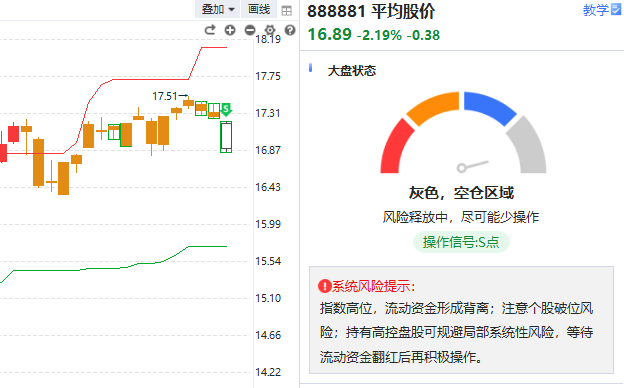 叠加 画线
18.19
17.75
17.51
17.31
S
16.87
16.43
15.99
15.54
15.10
14.66
14.22
888881 平均股价 教学
16.89 -2.19% -0.38
大盘状态
灰色，空仓区域
风险释放中，尽可能少操作
操作信号:S点
系统风险提示：
指数高位，流动资金形成背离；注意个股破位风
险；持有高控盘股可规避局部系统性风险，等待
流动资金翻红后再积极操作。